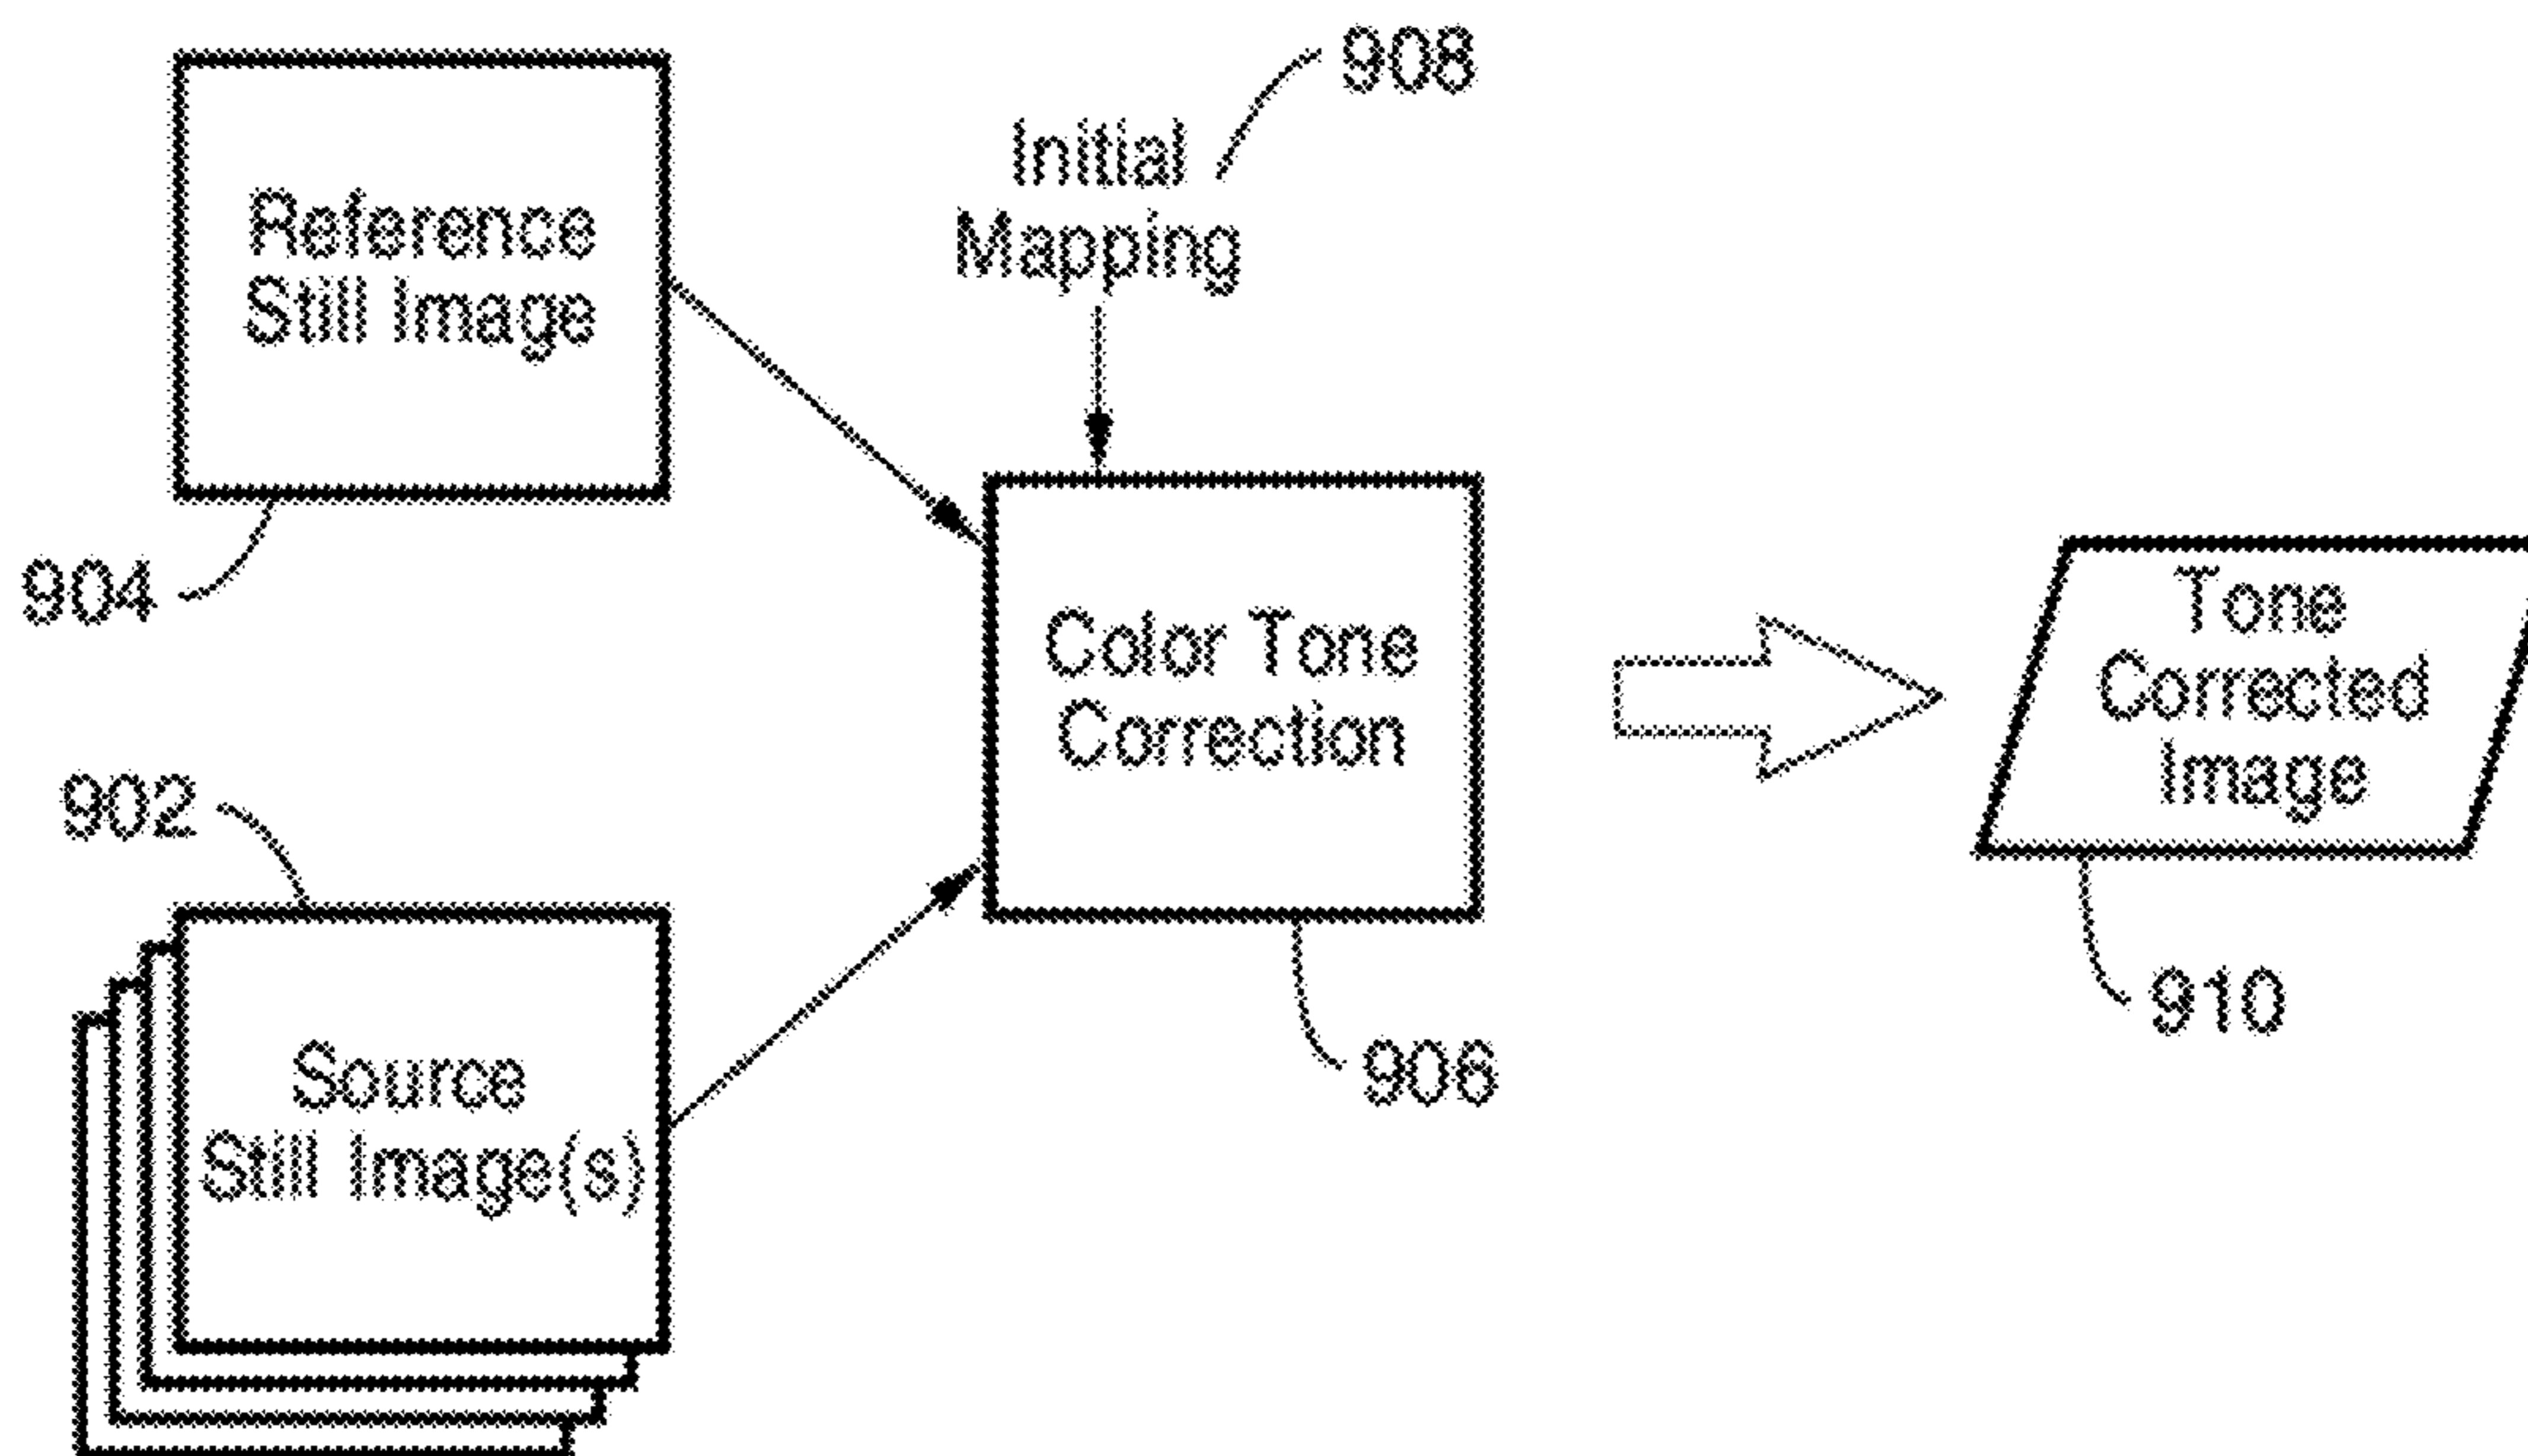 908
Initial
Mapping
Reference
Still Image
904
Color Tone
Correction
906
902
Source
Still Image(s)
Tone
Corrected
Image
910